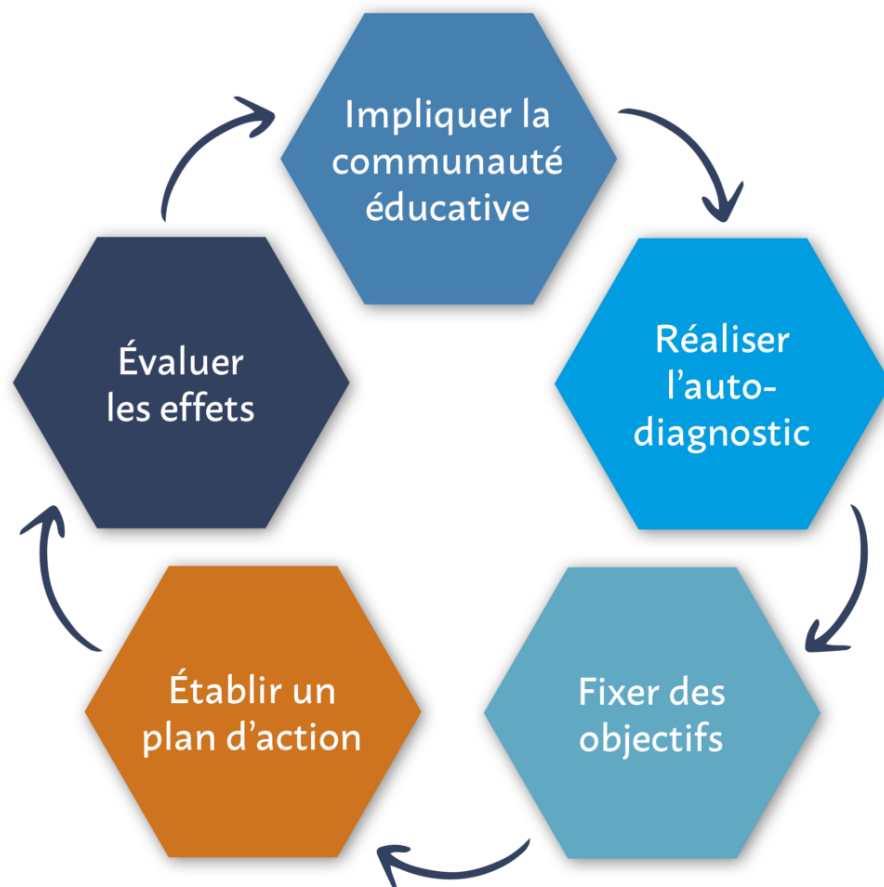 Impliquer la
communauté
éducative
Réaliser
l’auto-
diagnostic
Fixer des
objectifs
Établir un
plan d’action
Évaluer
les effets